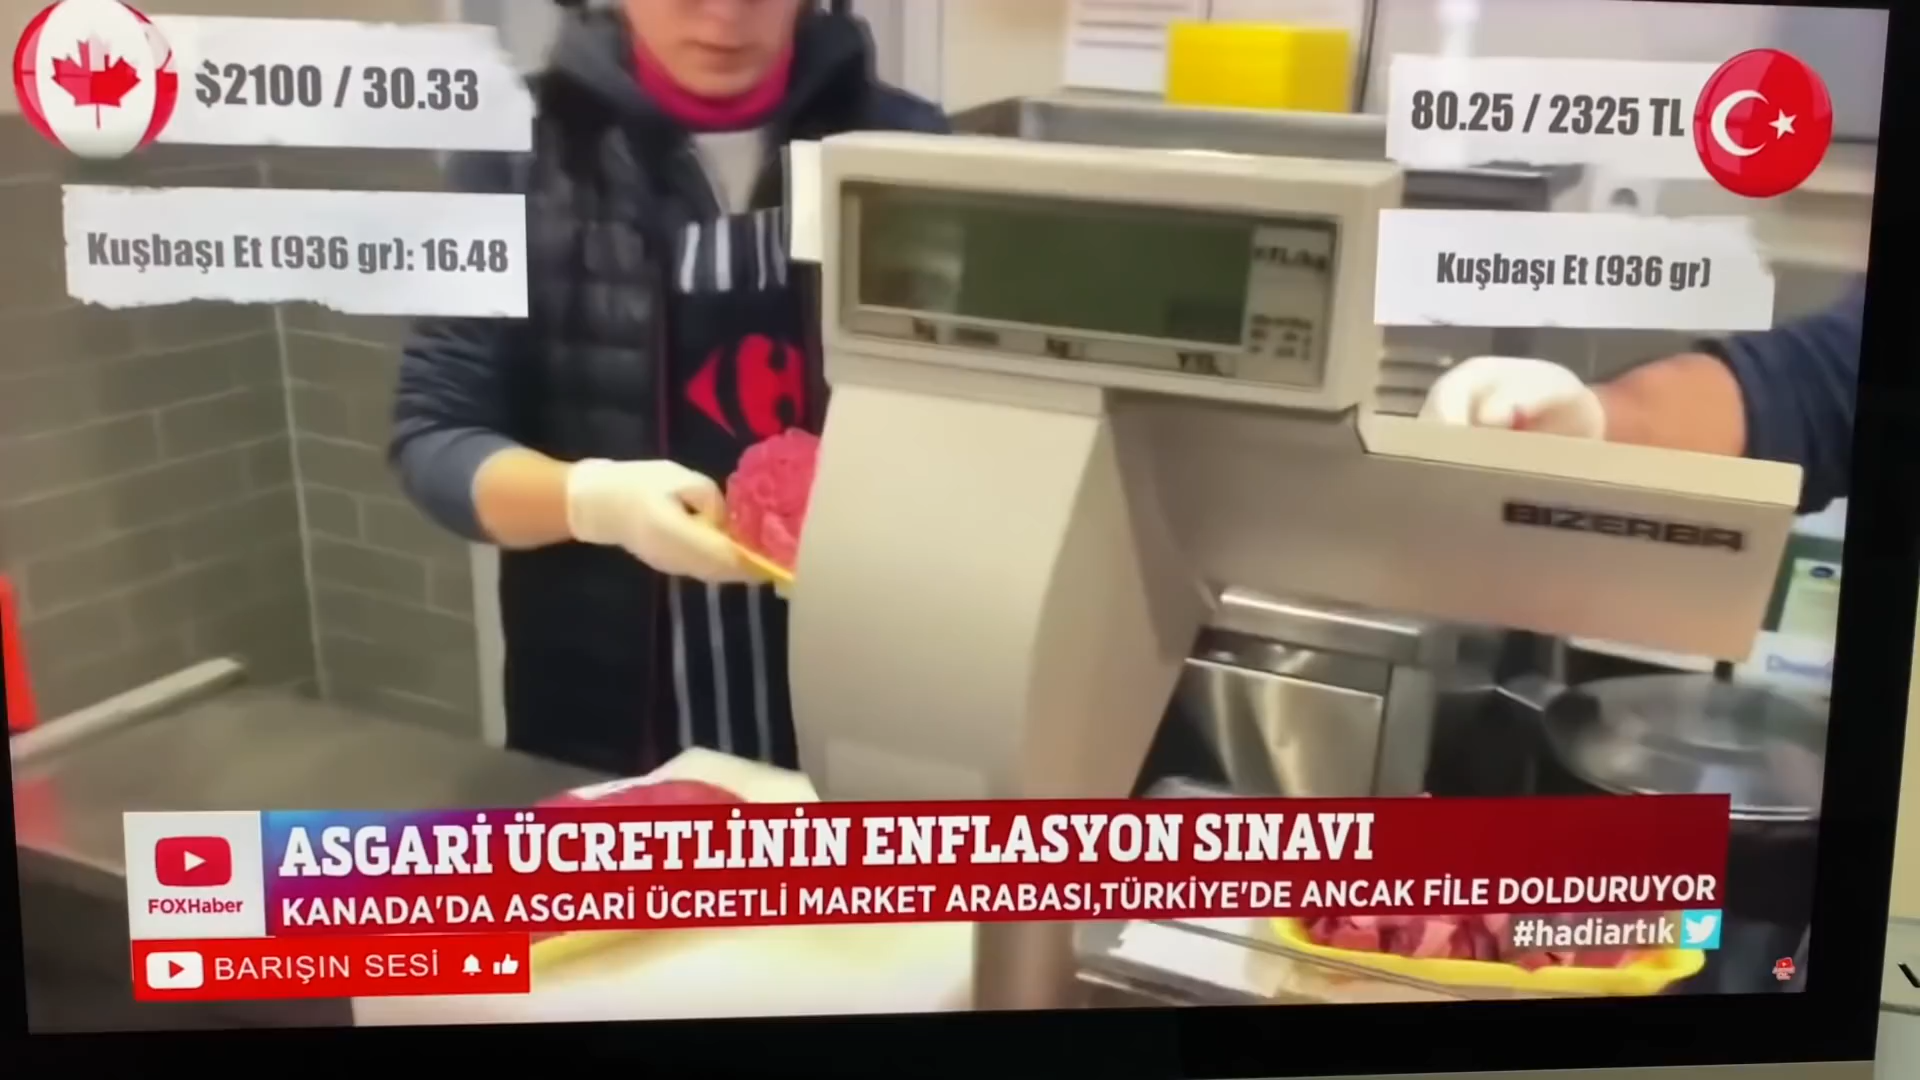 $2100 / 30.33
80.25 / 2325 TL
Kuşbaşı Et (936 gr): 16.48
Kuşbaşı Et (936 gr)
BIZERBA
ASGARİ ÜCRETLİNİN ENFLASYON SINAVI
KANADA'DA ASGARİ ÜCRETLİ MARKET ARABASI,TÜRKİYE'DE ANCAK FİLE DOLDURUYOR
FOXHaber
#hadiartık
BARIŞIN SESİ